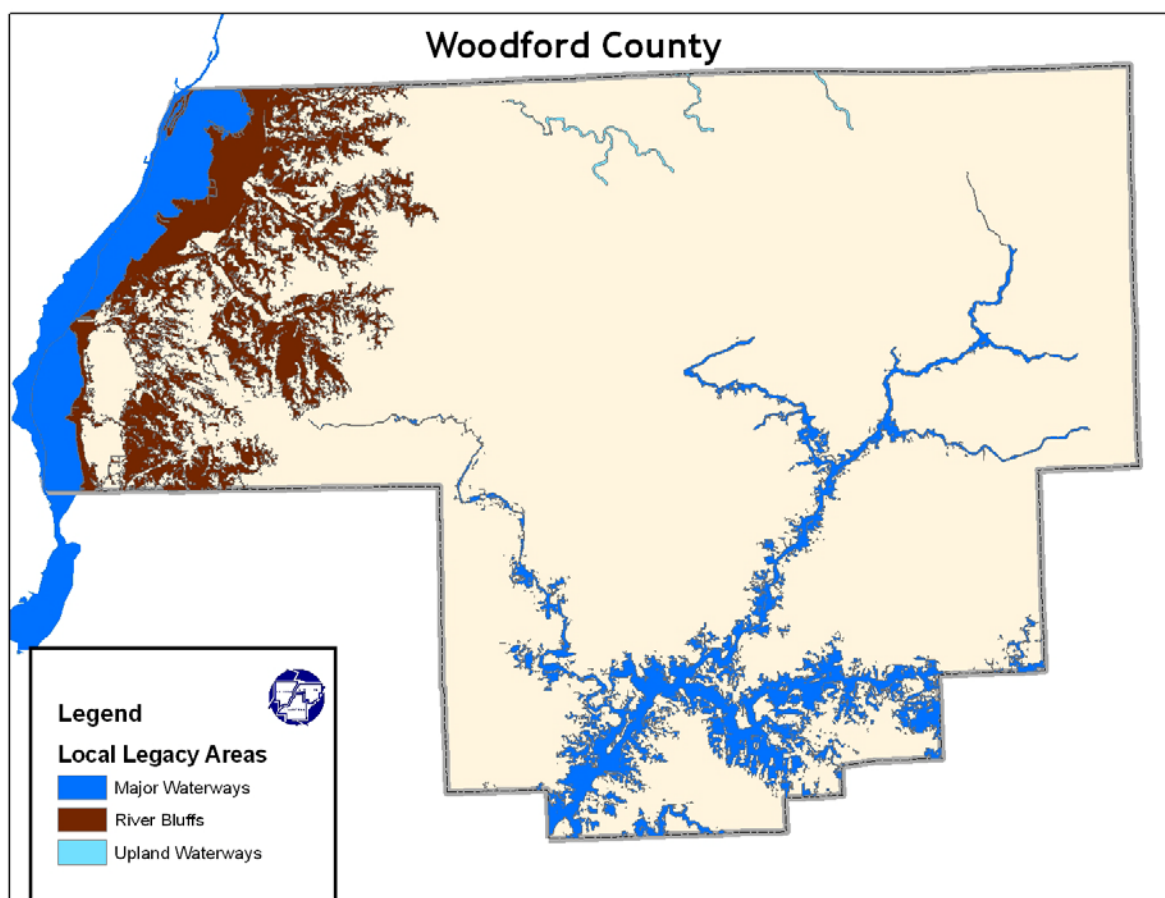 Woodford County
Legend
Local Legacy Areas
Major Waterways
River Bluffs
Upland Waterways